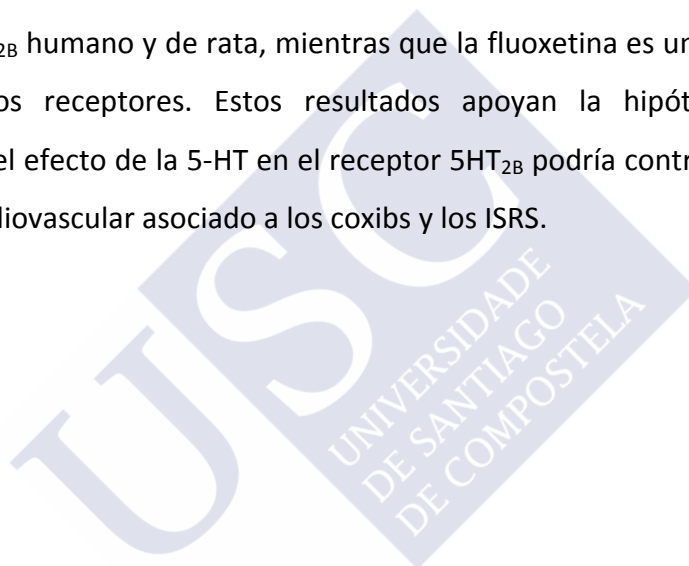 2B humano y de rata, mientras que la fluoxetina es un
os receptores. Estos resultados apoyan la hipót
el efecto de la 5-HT en el receptor 5HT2B podría contr
diovascular asociado a los coxibs y los ISRS.
USC
UNIVERSIDADE
DE SANTIAGO
DE COMPOSTELA